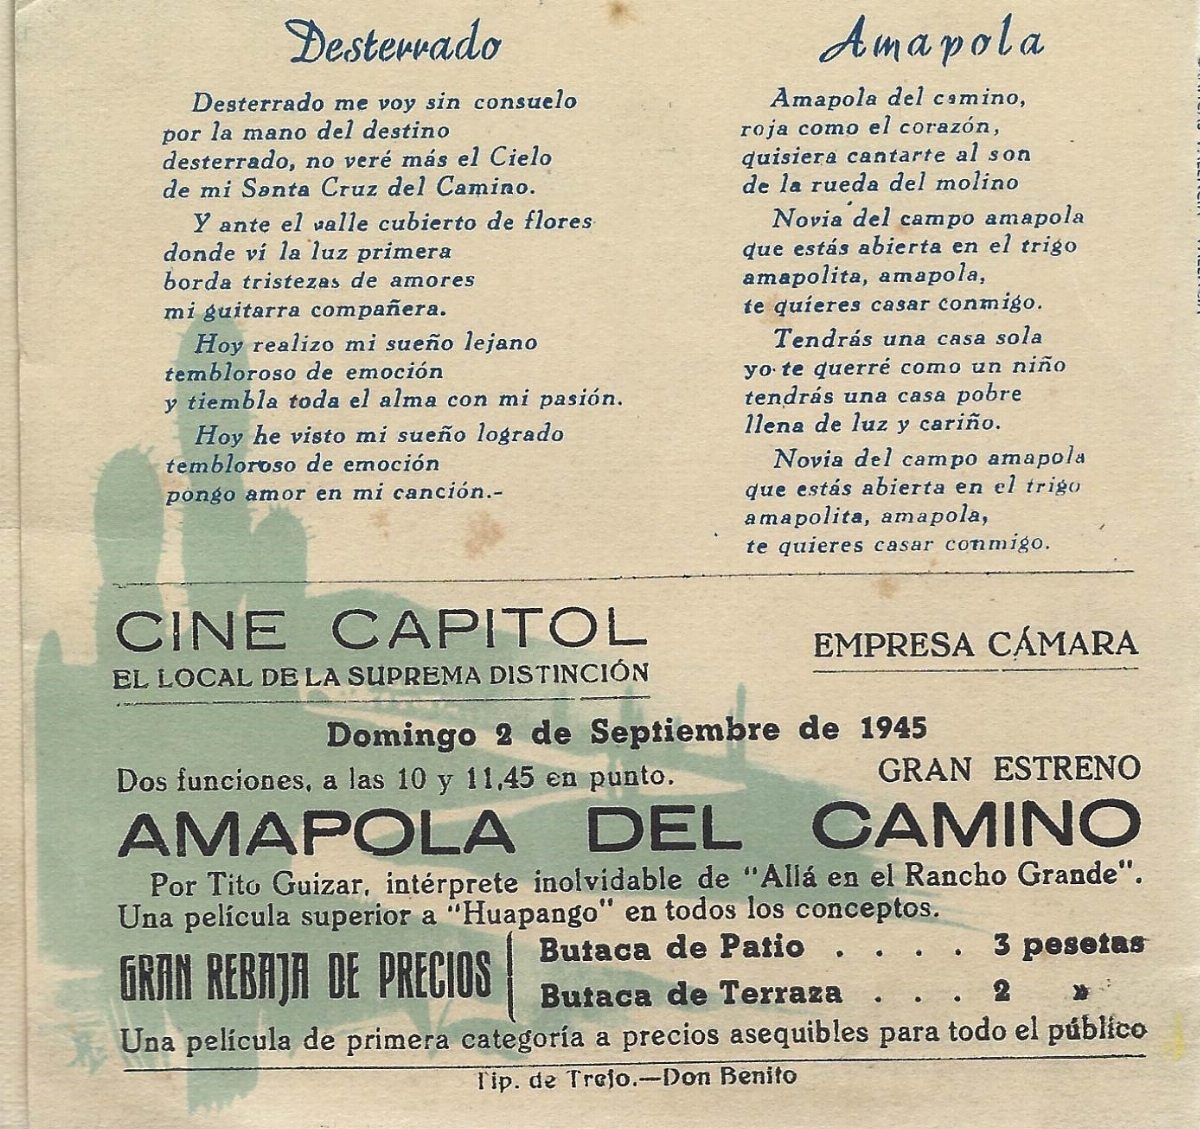 Desterrado
Desterrado me voy sin consuelo
por la mano del destino
desterrado, no veré más el Cielo
de mi Santa Cruz del Camino.
Y ante el valle cubierto de flores
donde ví la luz primera
borda tristezas de amores
mi guitarra compañera.
Hoy realizo mi sueño lejano
tembloroso de emoción
y tiembla toda el alma con mi pasión.
Hoy he visto mi sueño logrado
tembloroso de emoción
pongo amor en mi canción.-
Amapola
Amapola del camino,
roja como el corazón,
quisiera cantarte al son
de la rueda del molino
Novia del campo amapola
que estás abierta en el trigo
amapolita, amapola,
te quieres casar conmigo.
Tendrás una casa sola
yo te querré como un niño
tendrás una casa pobre
llena de luz y cariño.
Novia del campo amapola
que estás abierta en el trigo
amapolita, amapola,
te quieres casar conmigo.
CINE CAPITOL
EL LOCAL DE LA SUPREMA DISTINCIÓN
EMPRESA CÁMARA
Domingo 2 de Septiembre de 1945
Dos funciones, a las 10 y 11,45 en punto.
GRAN ESTRENO
AMAPOLA DEL CAMINO
Por Tito Guizar, intérprete inolvidable de "Allá en el Rancho Grande".
Una película superior a "Huapango" en todos los conceptos.
GRAN REBAJA DE PRECIOS
Butaca de Patio . . . . 3 pesetas
Butaca de Terraza . . . 2 »
Una película de primera categoría a precios asequibles para todo el público
Tip. de Trejo.—Don Benito